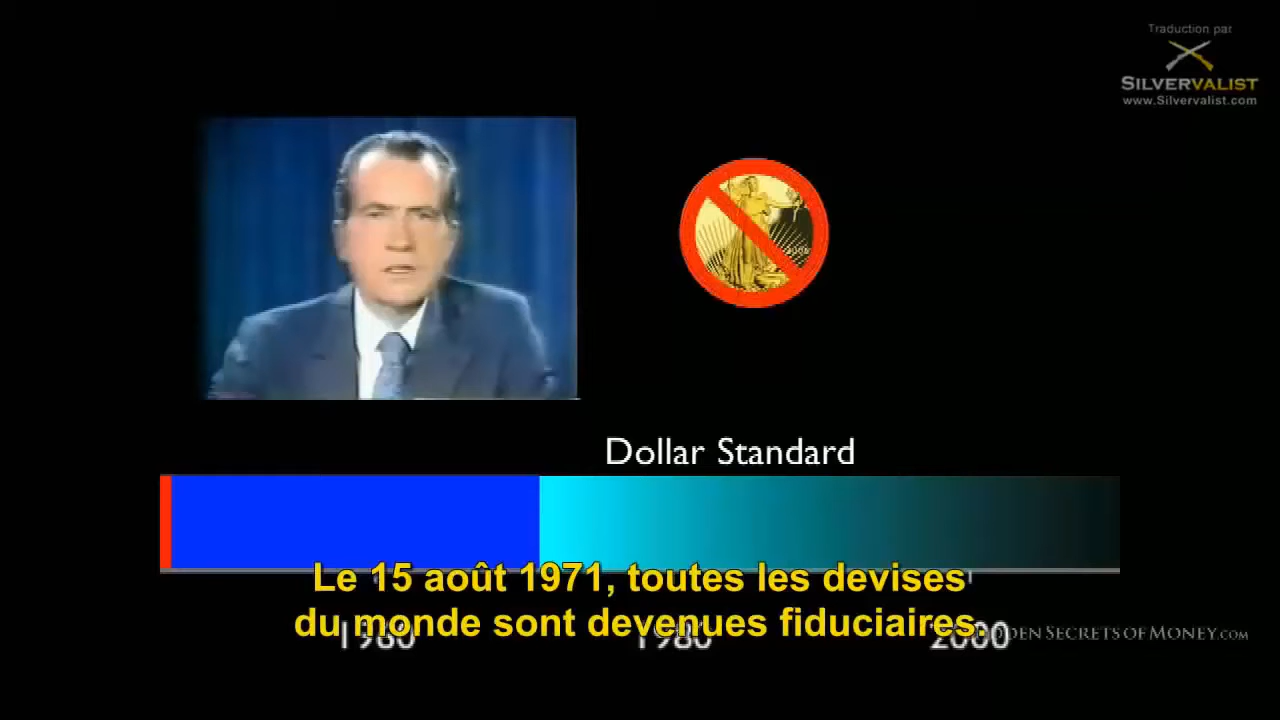 Traduction par
SILVERVALIST
www.Silvervalist.com
Dollar Standard
Le 15 août 1971, toutes les devises
du monde sont devenues fiduciaires.
1960 1980 2000
DEN SECRETS OF MONEY.COM